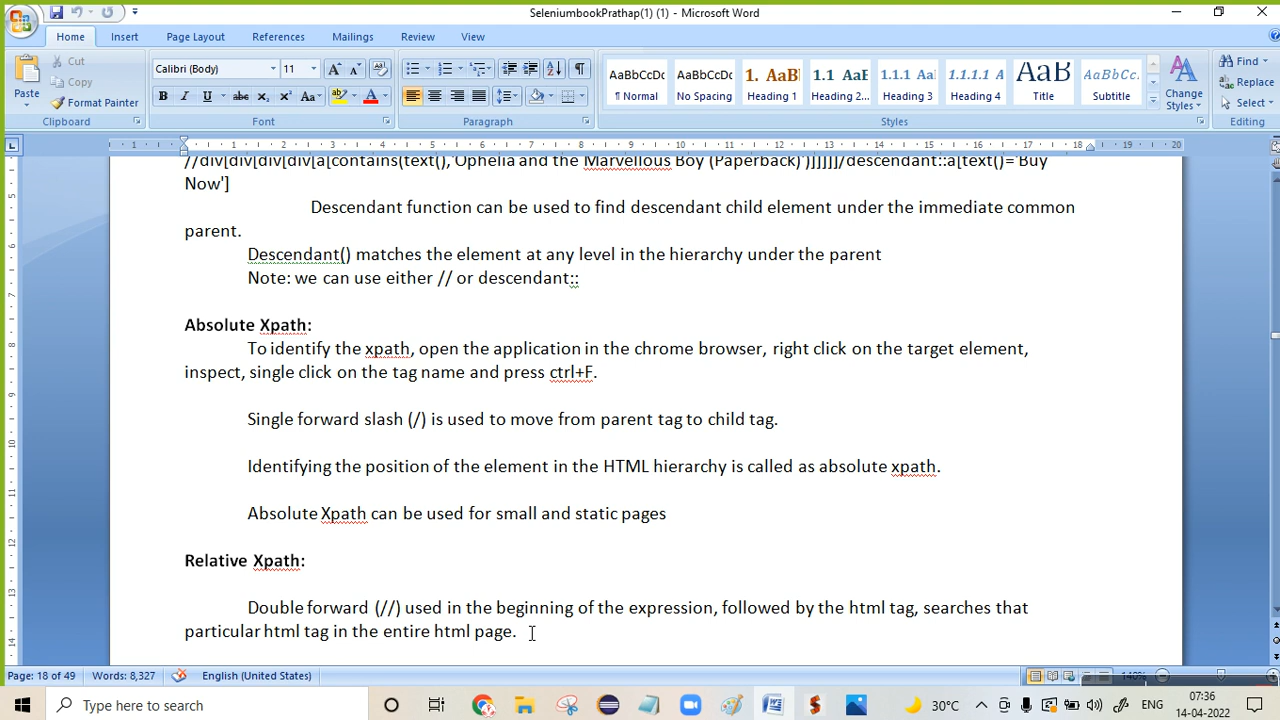 SeleniumbookPrathap(1) (1) - Microsoft Word
Home Insert Page Layout References Mailings Review View
Paste Cut Copy Format Painter
Calibri (Body) 11
AaBbCcDc AaBbCcDc 1. AaBl 1.1 AaE 1.1.1 Aa 1.1.1.1 A AaB AaBbCc.
¶ Normal No Spacing Heading 1 Heading 2... Heading 3 Heading 4 Title Subtitle
Change Styles
Find Replace Select
Clipboard Font Paragraph Styles Editing
//div[div[div[div[a[contains(text(),'Ophelia and the Marvellous Boy (Paperback)')]]]]]/descendant::a[text()='Buy
Now']
Descendant function can be used to find descendant child element under the immediate common
parent.
Descendant() matches the element at any level in the hierarchy under the parent
Note: we can use either // or descendant::
Absolute Xpath:
To identify the xpath, open the application in the chrome browser, right click on the target element,
inspect, single click on the tag name and press ctrl+F.
Single forward slash (/) is used to move from parent tag to child tag.
Identifying the position of the element in the HTML hierarchy is called as absolute xpath.
Absolute Xpath can be used for small and static pages
Relative Xpath:
Double forward (//) used in the beginning of the expression, followed by the html tag, searches that
particular html tag in the entire html page.
Page: 18 of 49 Words: 8,327 English (United States) 140%
Type here to search
30°C ENG 07:36
14-04-2022